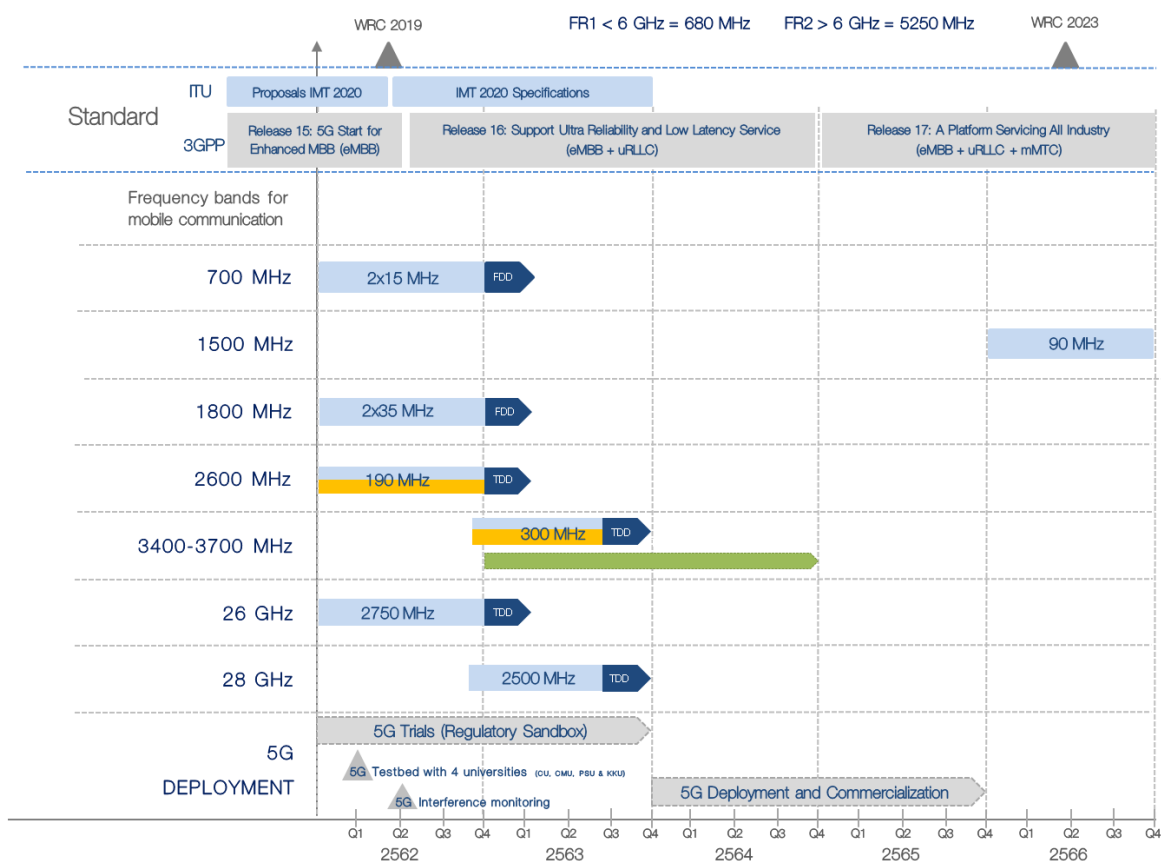 WRC 2019
FR1 < 6 GHz = 680 MHz
FR2 > 6 GHz = 5250 MHz
WRC 2023
Standard
ITU
Proposals IMT 2020
IMT 2020 Specifications
3GPP
Release 15: 5G Start for
Enhanced MBB (eMBB)
Release 16: Support Ultra Reliability and Low Latency Service
(eMBB + uRLLC)
Release 17: A Platform Servicing All Industry
(eMBB + uRLLC + mMTC)
Frequency bands for
mobile communication
700 MHz
2x15 MHz
FDD
1500 MHz
90 MHz
1800 MHz
2x35 MHz
FDD
2600 MHz
190 MHz
TDD
3400-3700 MHz
300 MHz
TDD
26 GHz
2750 MHz
TDD
28 GHz
2500 MHz
TDD
5G
DEPLOYMENT
5G Trials (Regulatory Sandbox)
5G Testbed with 4 universities (CU, CMU, PSU & KKU)
5G Interference monitoring
5G Deployment and Commercialization
Q1 Q2 Q3 Q4 Q1 Q2 Q3 Q4 Q1 Q2 Q3 Q4 Q1 Q2 Q3 Q4 Q1 Q2 Q3 Q4
2562 2563 2564 2565 2566